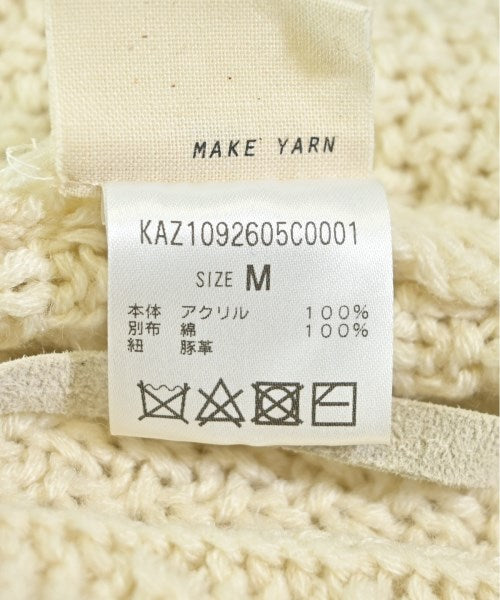 MAKE YARN
KAZ1092605C0001
SIZE M
本体 アクリル 100%
別布 綿 100%
紐 豚革